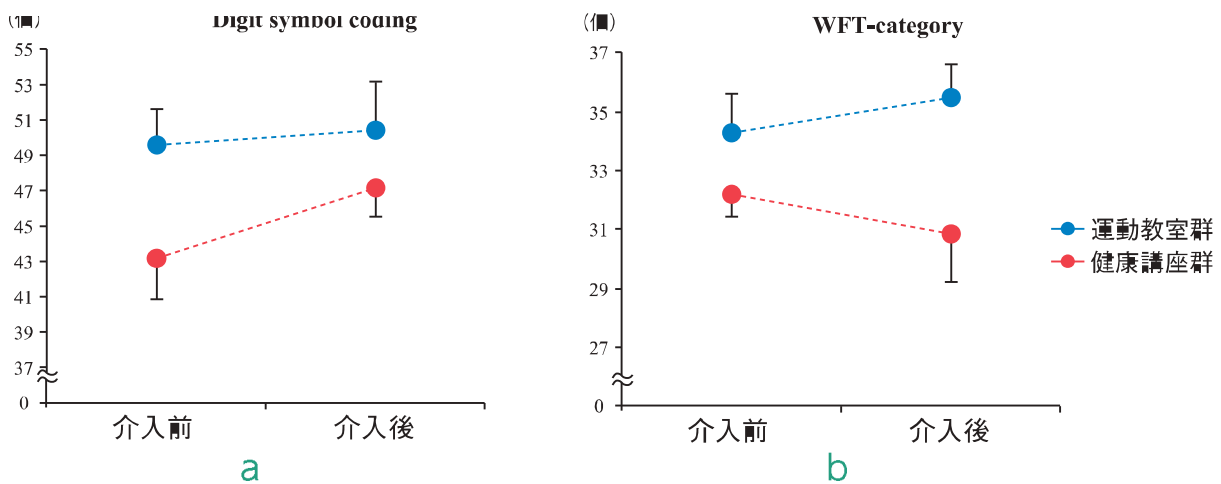 (個)
Digit symbol coding
55
53
51
49
47
45
43
41
39
37
0
介入前
介入後
a
(個)
WFT-category
37
35
33
31
29
27
0
介入前
介入後
b
運動教室群
健康講座群